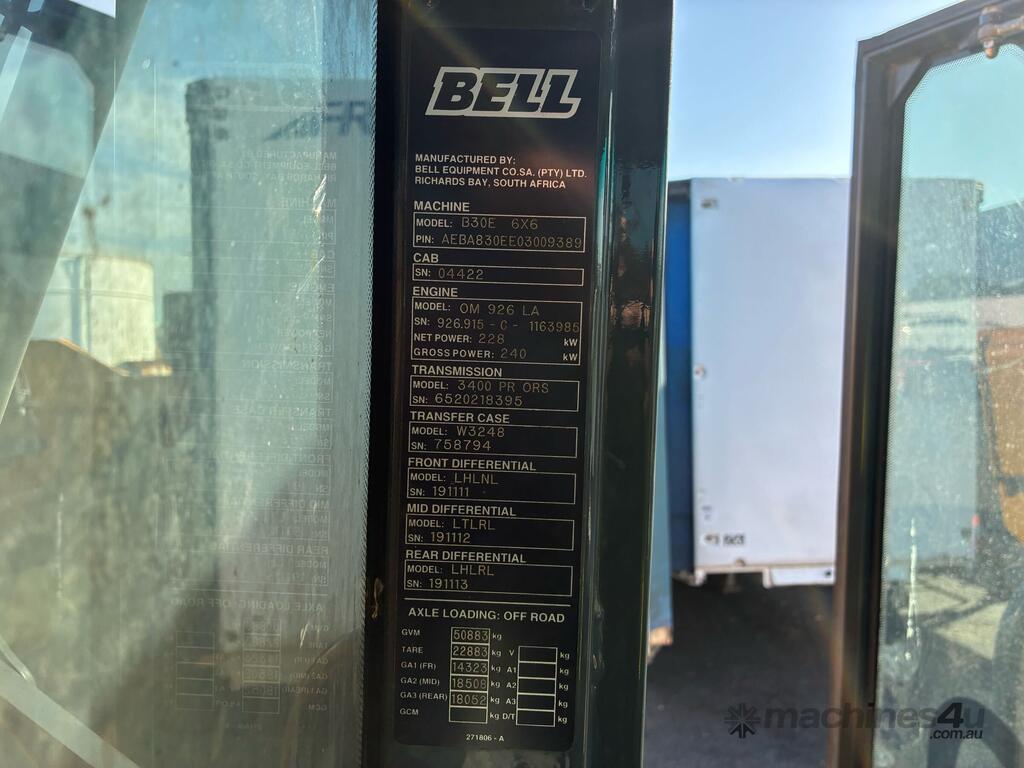 BELL
MANUFACTURED BY:
BELL EQUIPMENT CO.SA. (PTY) LTD.
RICHARDS BAY, SOUTH AFRICA
MACHINE
MODEL: B30E 6X6
PIN: AEBA830EE03009389
CAB
SN: 04422
ENGINE
MODEL: OM 926 LA
SN: 926.915 - C - 1163985
NET POWER: 228 kW
GROSS POWER: 240 kW
TRANSMISSION
MODEL: 3400 PR ORS
SN: 6520218395
TRANSFER CASE
MODEL: W3248
SN: 758794
FRONT DIFFERENTIAL
MODEL: LHLNL
SN: 191111
MID DIFFERENTIAL
MODEL: LTLRL
SN: 191112
REAR DIFFERENTIAL
MODEL: LHLRL
SN: 191113
AXLE LOADING: OFF ROAD
GVM 50883 kg
TARE 22883 kg V kg
GA1 (FR) 14323 kg A1 kg
GA2 (MID) 18508 kg A2 kg
GA3 (REAR) 18052 kg A3 kg
GCM kg D/T kg
271806 - A
machines4u
.com.au